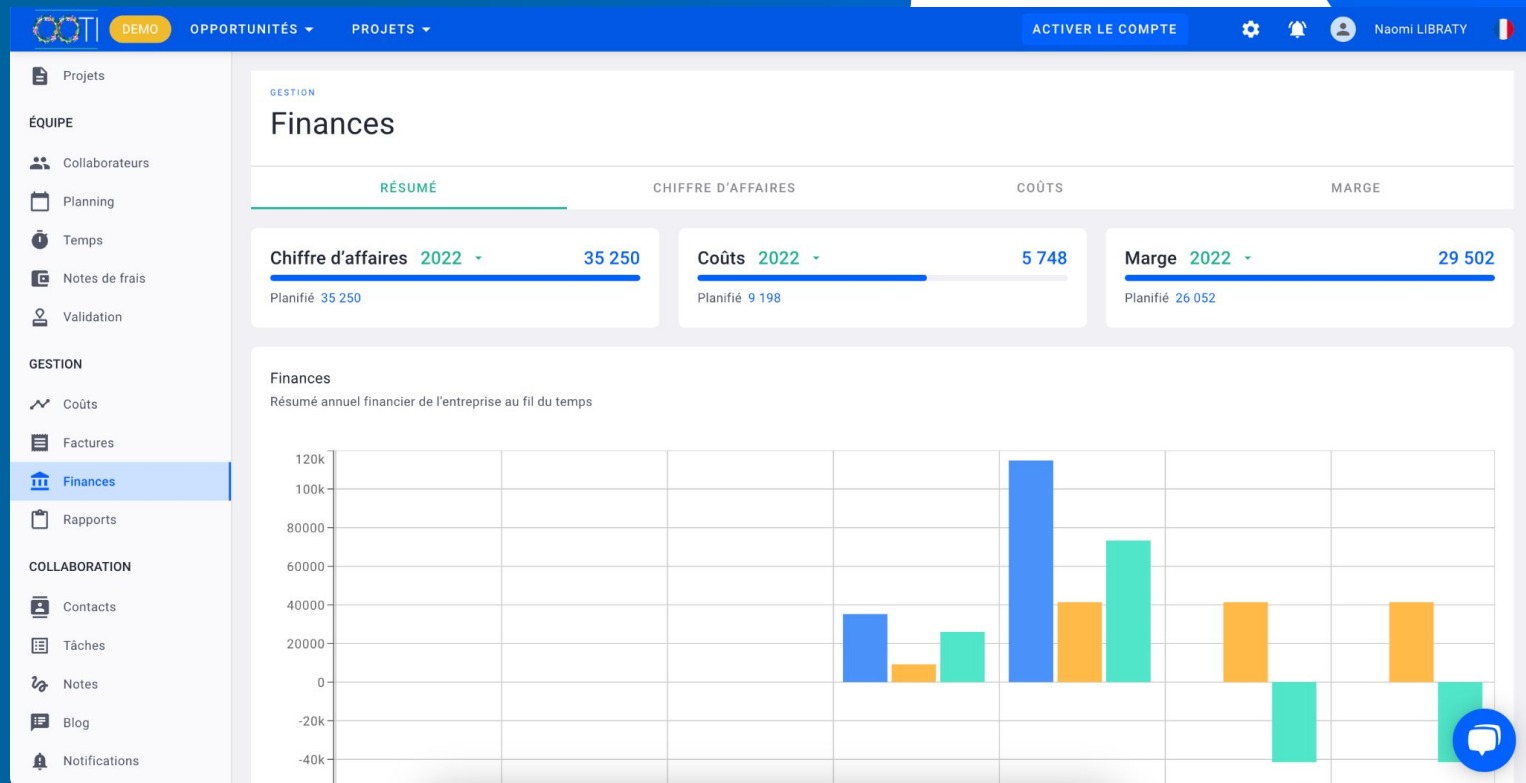 OOTI DEMO OPPORTUNITÉS PROJETS ACTIVER LE COMPTE Naomi LIBRATY
Projets
ÉQUIPE
Collaborateurs
Planning
Temps
Notes de frais
Validation
GESTION
Coûts
Factures
Finances
Rapports
COLLABORATION
Contacts
Tâches
Notes
Blog
Notifications
GESTION
Finances
RÉSUMÉ CHIFFRE D'AFFAIRES COÛTS MARGE
Chiffre d'affaires 2022 35 250
Planifié 35 250
Coûts 2022 5 748
Planifié 9 198
Marge 2022 29 502
Planifié 26 052
Finances
Résumé annuel financier de l'entreprise au fil du temps
120k
100k
80000
60000
40000
20000
0
-20k
-40k